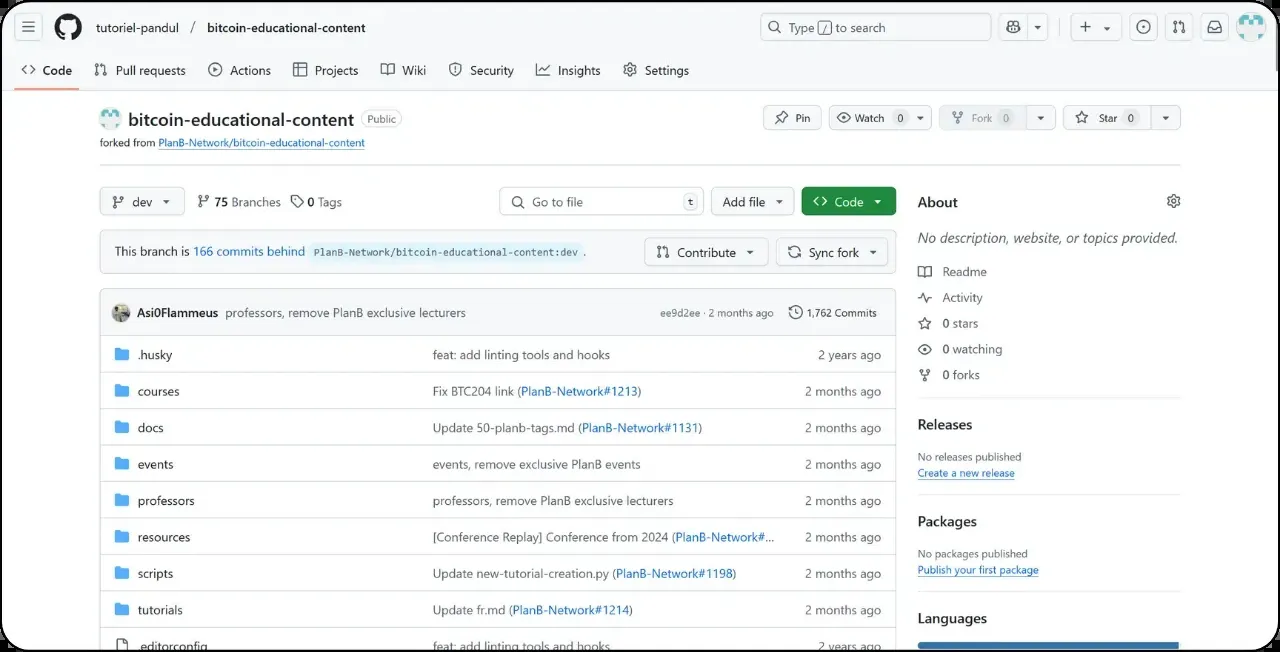 tutoriel-pandul / bitcoin-educational-content Type / to search
Code Pull requests Actions Projects Wiki Security Insights Settings
bitcoin-educational-content Public Pin Watch 0 Fork 0 Star 0
forked from PlanB-Network/bitcoin-educational-content
dev 75 Branches 0 Tags Go to file t Add file Code
This branch is 166 commits behind PlanB-Network/bitcoin-educational-content:dev . Contribute Sync fork
Asi0Flammeus professors, remove PlanB exclusive lecturers ee9d2ee · 2 months ago 1,762 Commits
.husky feat: add linting tools and hooks 2 years ago
courses Fix BTC204 link (PlanB-Network#1213) 2 months ago
docs Update 50-planb-tags.md (PlanB-Network#1131) 2 months ago
events events, remove exclusive PlanB events 2 months ago
professors professors, remove PlanB exclusive lecturers 2 months ago
resources [Conference Replay] Conference from 2024 (PlanB-Network#... 2 months ago
scripts Update new-tutorial-creation.py (PlanB-Network#1198) 2 months ago
tutorials Update fr.md (PlanB-Network#1214) 2 months ago
.editorconfig feat: add linting tools and hooks 2 years ago
About
No description, website, or topics provided.
Readme
Activity
0 stars
0 watching
0 forks
Releases
No releases published
Create a new release
Packages
No packages published
Publish your first package
Languages